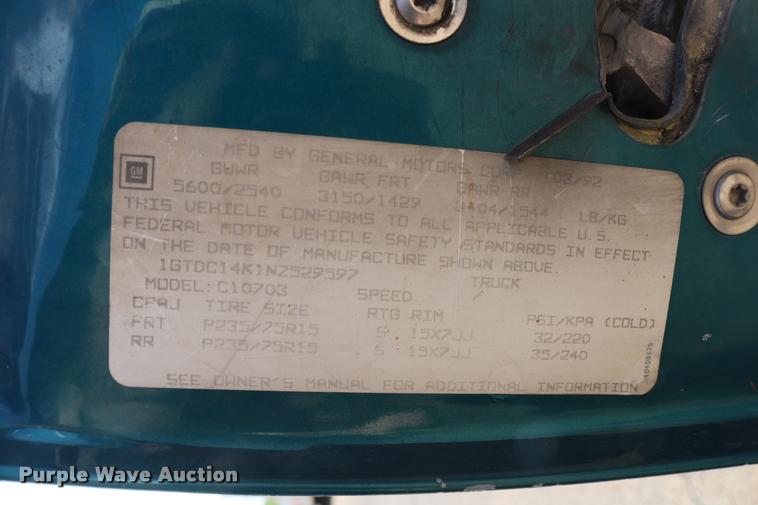 MFD BY GENERAL MOTORS CORP 03/92
GM
GVWR GAWR FRT GAWR RR
5600/2540 3150/1429 3404/1544 LB/KG
THIS VEHICLE CONFORMS TO ALL APPLICABLE U.S.
FEDERAL MOTOR VEHICLE SAFETY STANDARDS IN EFFECT
ON THE DATE OF MANUFACTURE SHOWN ABOVE.
1GTDC14K1NZ529597 TRUCK
MODEL: C10703 SPEED
CPAJ TIRE SIZE RTG RIM PSI/KPA (COLD)
FRT P235/75R15 S 15X7JJ 32/220
RR P235/75R15 S 15X7JJ 35/240
SEE OWNER'S MANUAL FOR ADDITIONAL INFORMATION
Purple Wave Auction